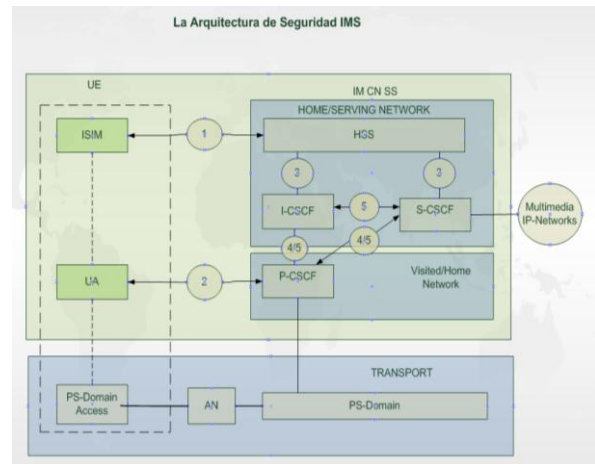 La Arquitectura de Seguridad IMS
UE
IM CN SS
HOME/SERVING NETWORK
ISIM
1
HSS
3
3
I-CSCF
5
S-CSCF
Multimedia
IP-Networks
4/5
4/5
UA
2
P-CSCF
Visited/Home
Network
TRANSPORT
PS-Domain
Access
AN
PS-Domain